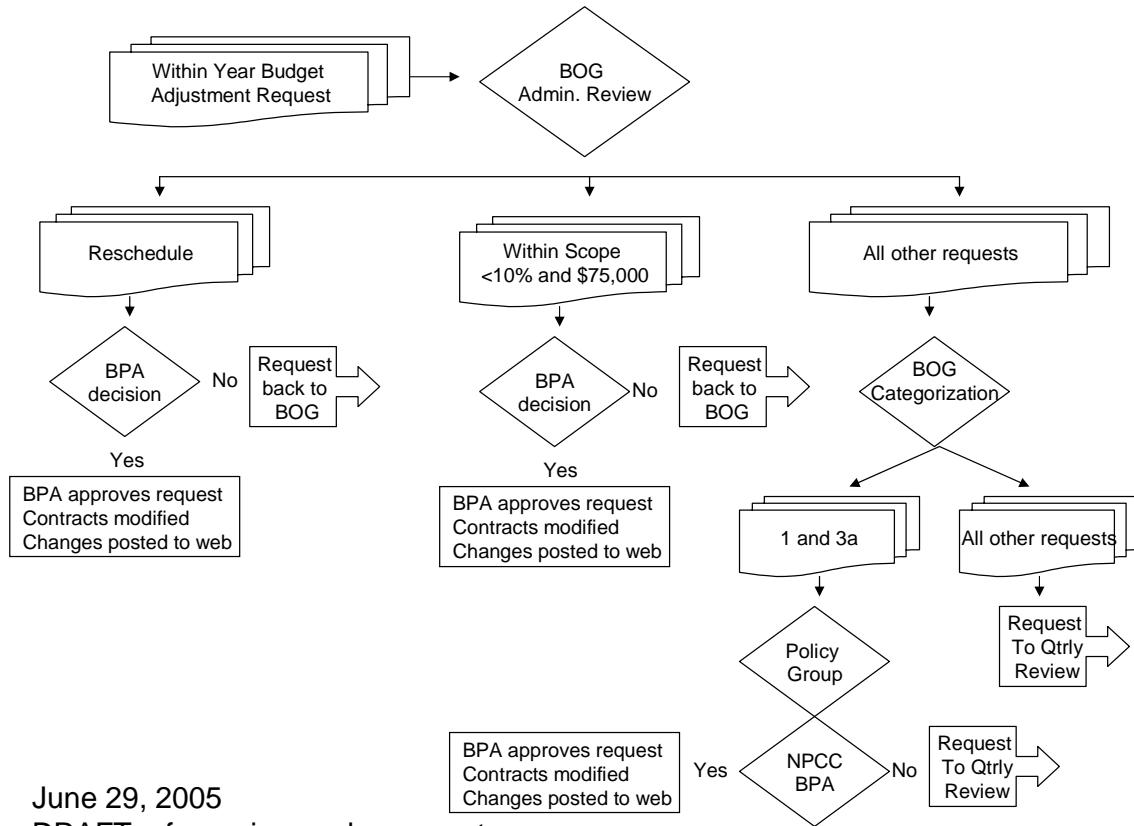 Within Year Budget
Adjustment Request
BOG
Admin. Review
Reschedule
Within Scope
<10% and $75,000
All other requests
BPA
decision
No
Request
back to
BOG
BPA
decision
No
Request
back to
BOG
BOG
Categorization
Yes
BPA approves request
Contracts modified
Changes posted to web
Yes
BPA approves request
Contracts modified
Changes posted to web
1 and 3a
All other requests
Policy
Group
Request
To Qtrly
Review
BPA approves request
Contracts modified
Changes posted to web
Yes
NPCC
BPA
No
Request
To Qtrly
Review
June 29, 2005